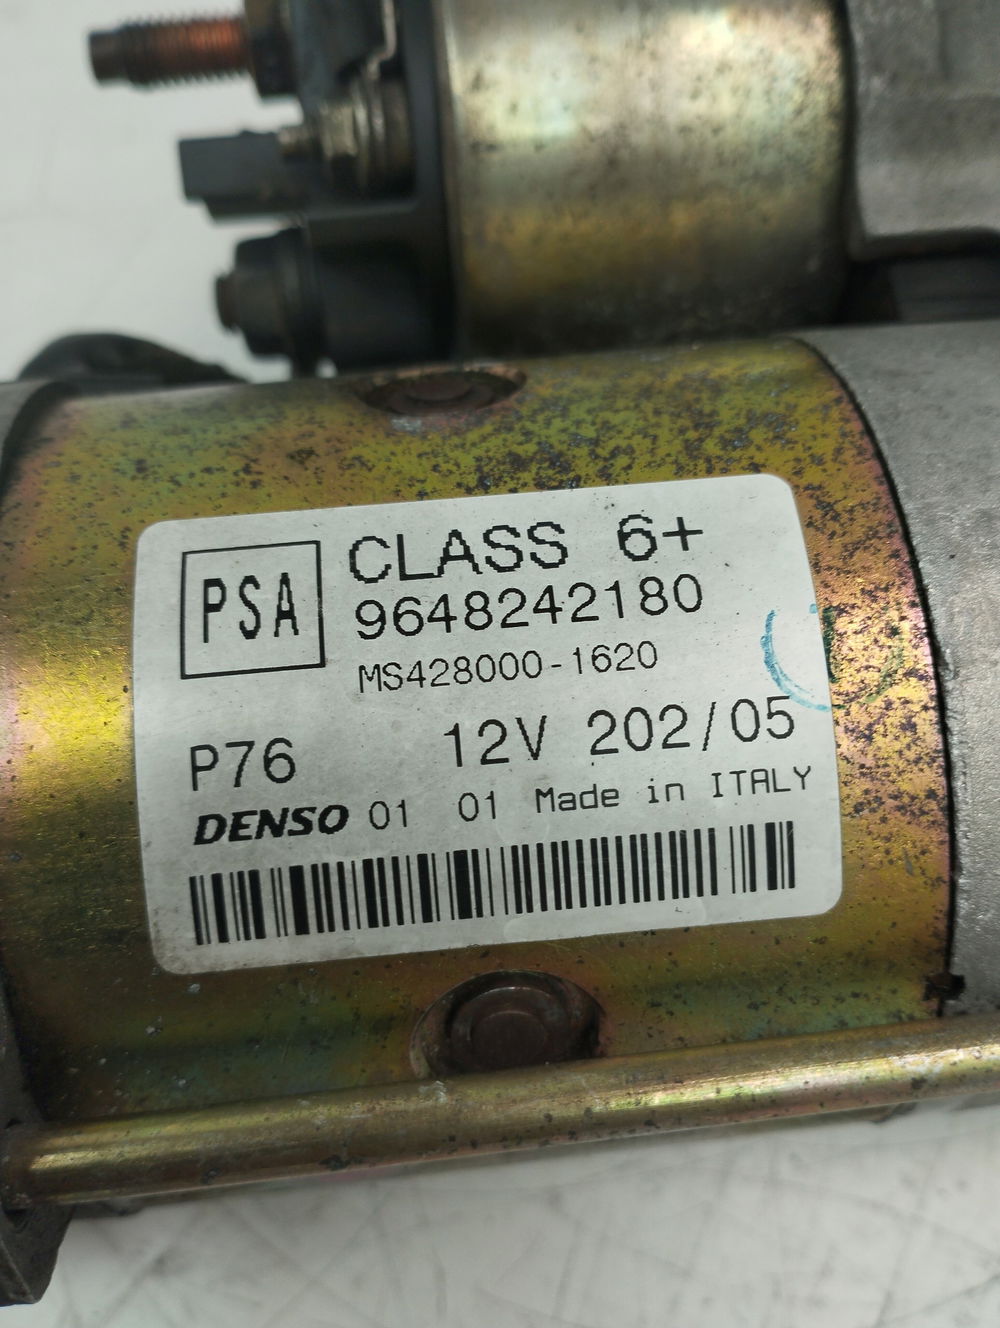 PSA
CLASS 6+
9648242180
MS428000-1620
P76 12V 202/05
DENSO 01 01 Made in ITALY